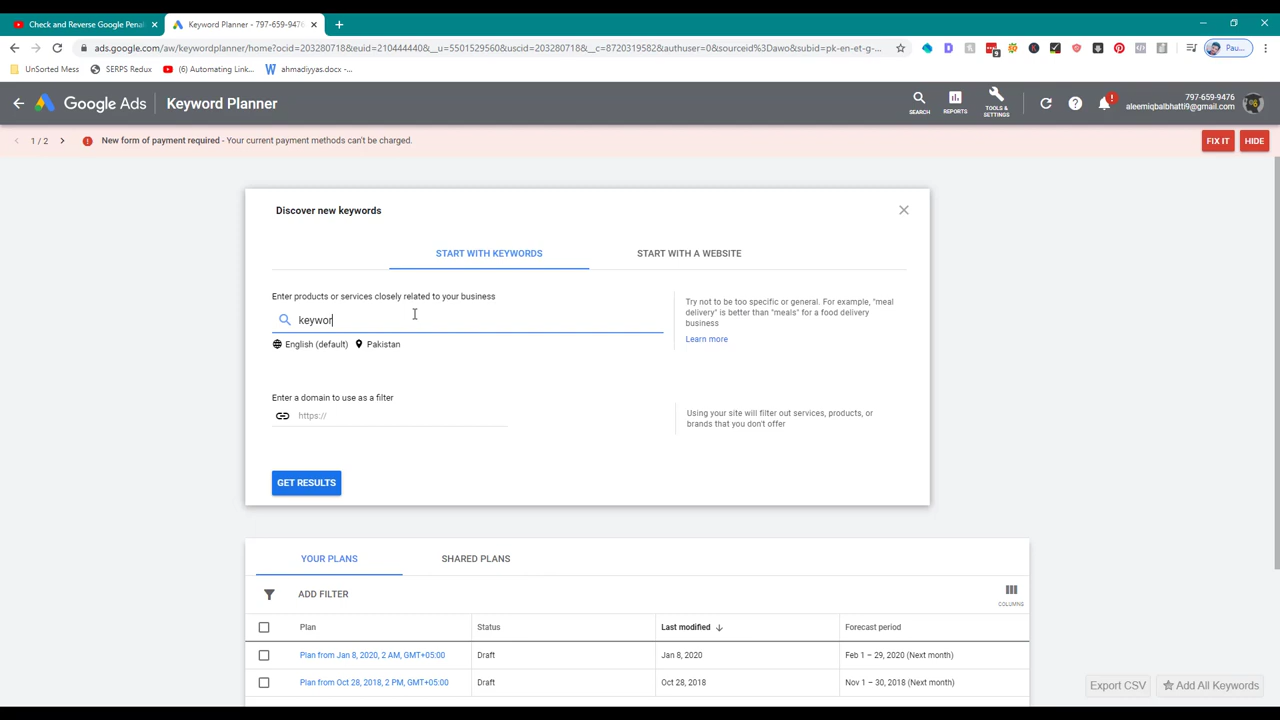 Check and Reverse Google Penal
Keyword Planner - 797-659-9476
ads.google.com/aw/keywordplanner/home?ocid=203280718&euid=210444440&__u=5501529560&uscid=203280718&__c=8720319582&authuser=0&sourceid%3Dawo&subid=pk-en-et-g-...
Pau...
UnSorted Mess
SERPS Redux
(6) Automating Link...
ahmadiyyas.docx -...
Google Ads
Keyword Planner
SEARCH
REPORTS
TOOLS & SETTINGS
797-659-9476
aleemiqbalbhatti9@gmail.com
1 / 2
New form of payment required - Your current payment methods can't be charged.
FIX IT
HIDE
Discover new keywords
START WITH KEYWORDS
START WITH A WEBSITE
Enter products or services closely related to your business
keywor
English (default)
Pakistan
Try not to be too specific or general. For example, "meal
delivery" is better than "meals" for a food delivery
business
Learn more
Enter a domain to use as a filter
https://
Using your site will filter out services, products, or
brands that you don't offer
GET RESULTS
YOUR PLANS
SHARED PLANS
ADD FILTER
COLUMNS
Plan Status Last modified Forecast period
Plan from Jan 8, 2020, 2 AM, GMT+05:00 Draft Jan 8, 2020 Feb 1 – 29, 2020 (Next month)
Plan from Oct 28, 2018, 2 PM, GMT+05:00 Draft Oct 28, 2018 Nov 1 – 30, 2018 (Next month)
Export CSV
Add All Keywords